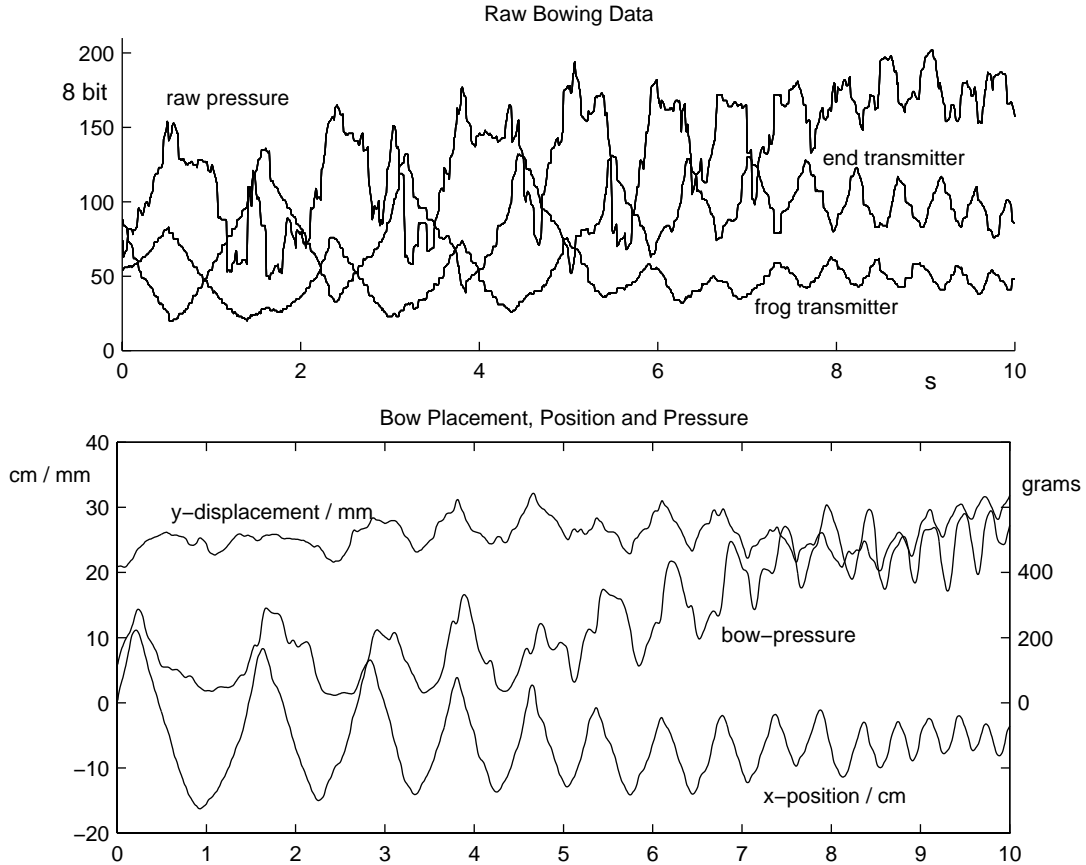 Raw Bowing Data
200
8 bit
raw pressure
150
end transmitter
100
50
frog transmitter
0
0 2 4 6 8 s 10
Bow Placement, Position and Pressure
40
cm / mm
grams
30
y−displacement / mm
20 400
bow−pressure
10 200
0 0
−10
x−position / cm
−20
0 1 2 3 4 5 6 7 8 9 10